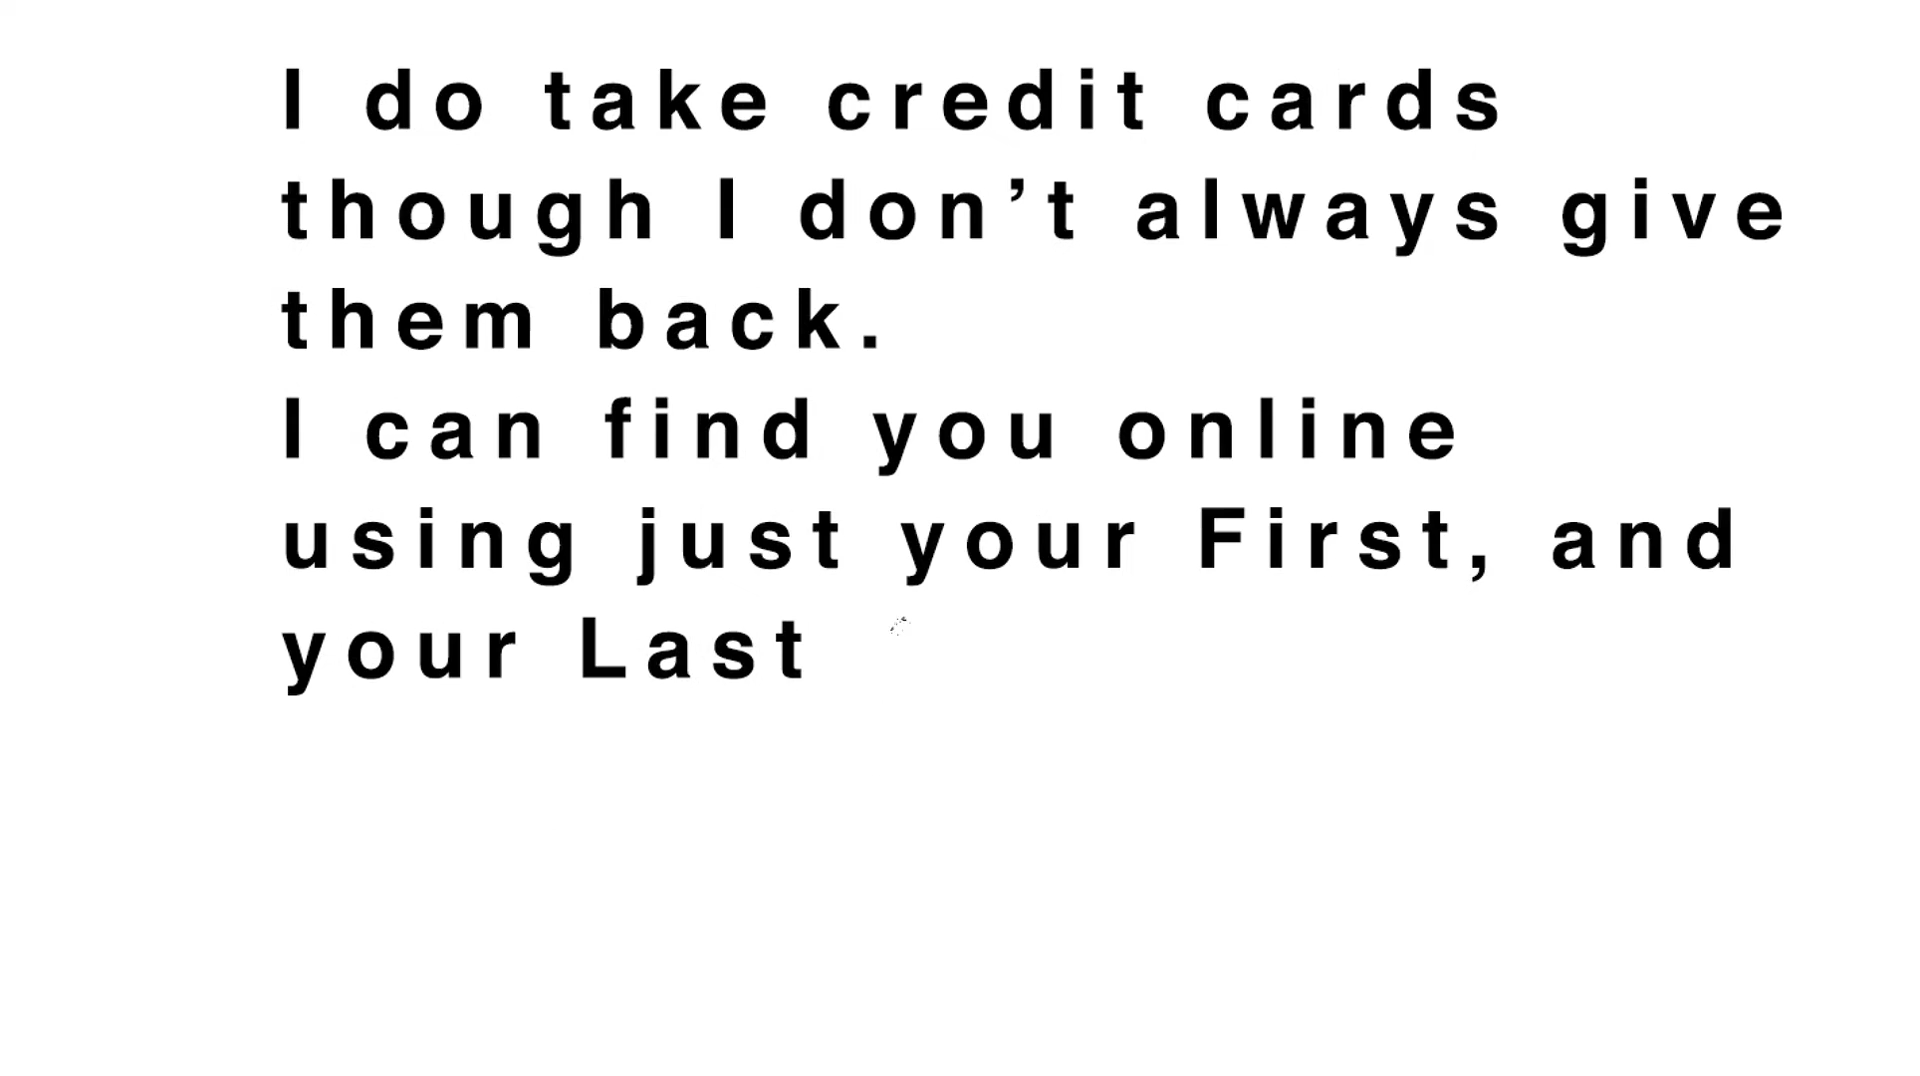 I do take credit cards
though I don’t always give
them back.
I can find you online
using just your First, and
your Last